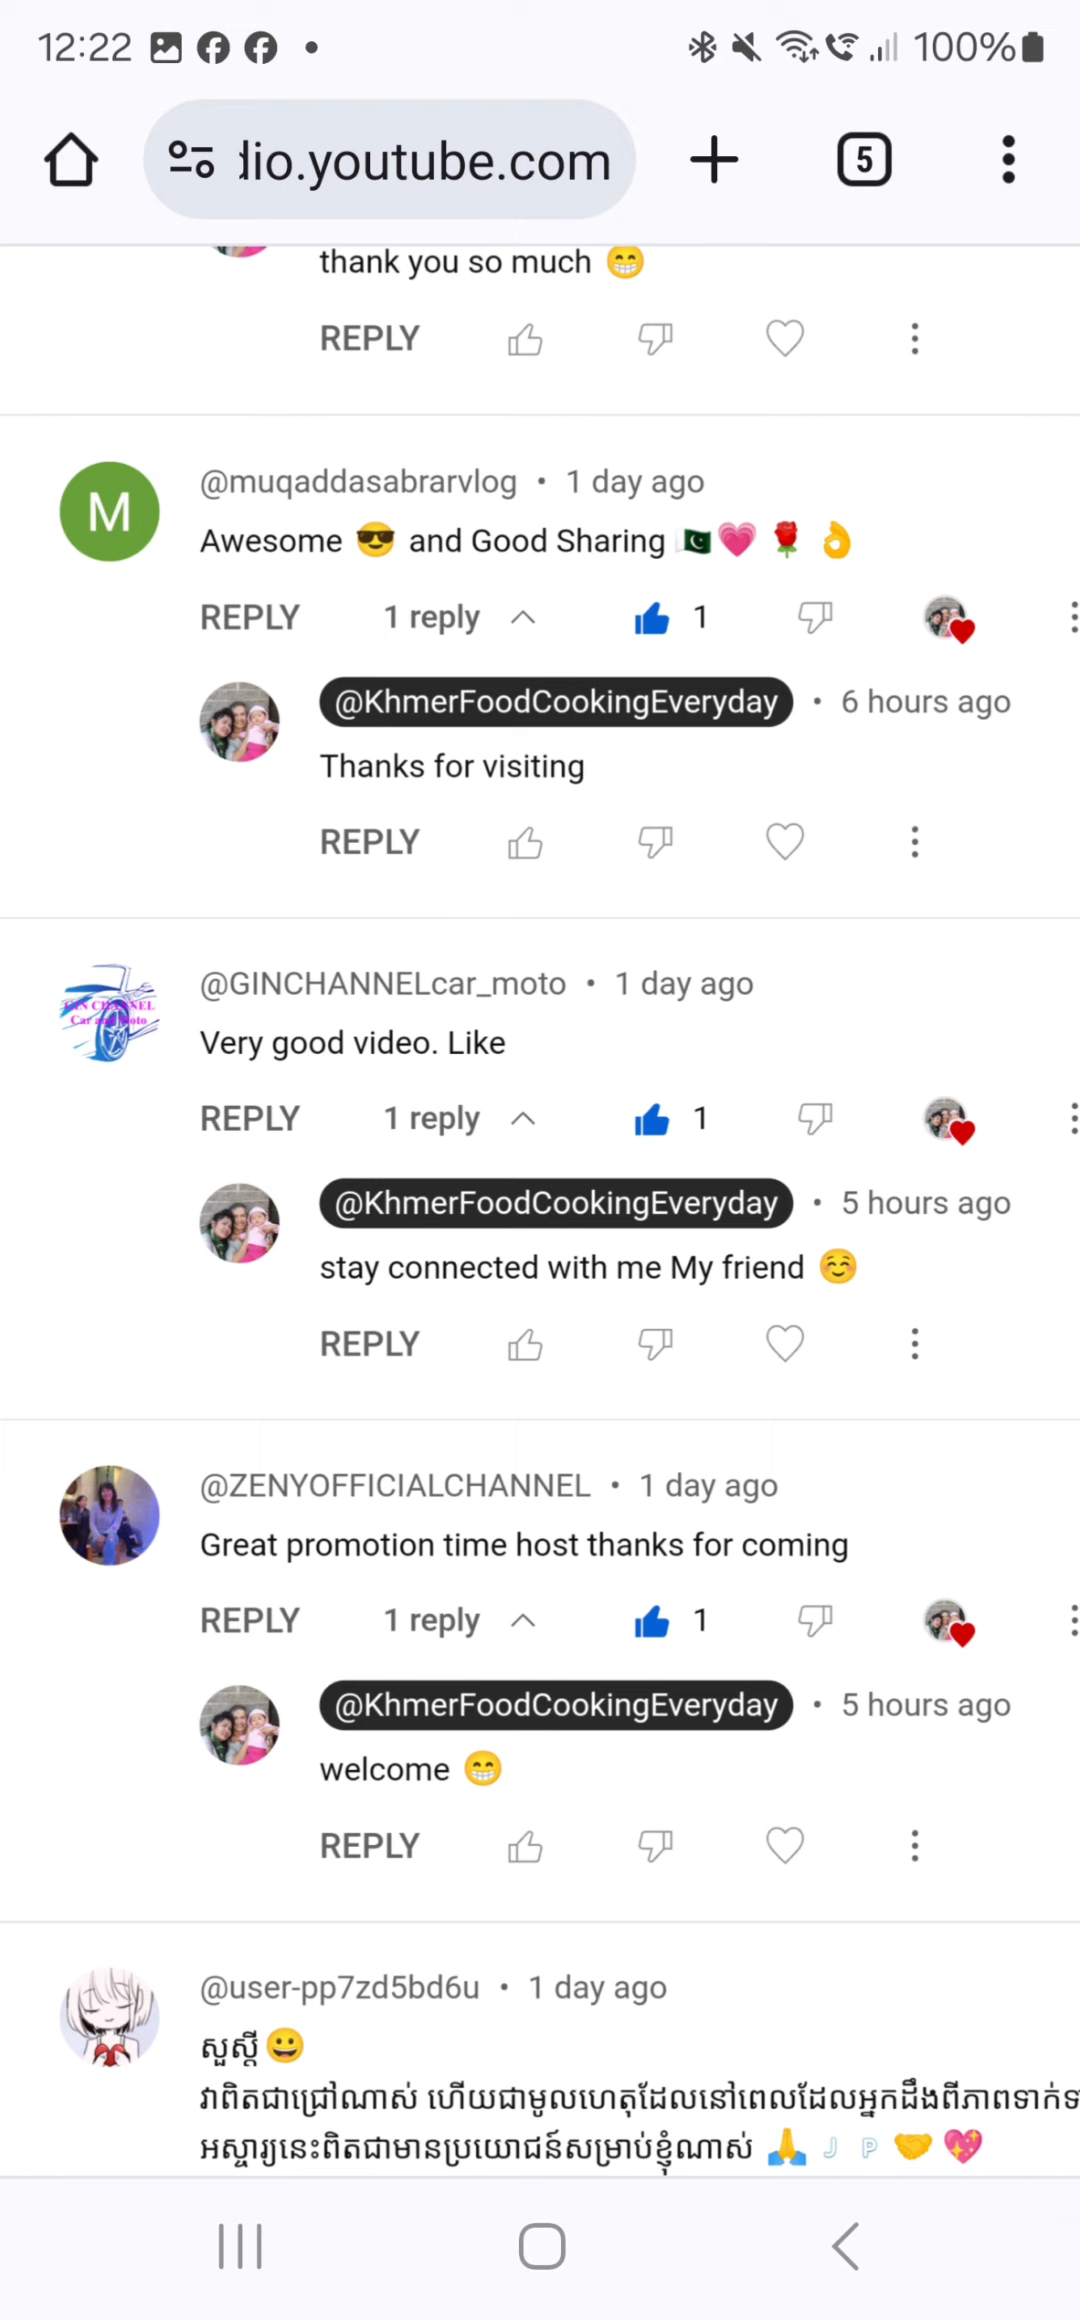 12:22
100%
lio.youtube.com
5
thank you so much 😁
REPLY
@muqaddasabrarvlog • 1 day ago
M
Awesome 😎 and Good Sharing 🇵🇰💗🌹👌
REPLY 1 reply 1
@KhmerFoodCookingEveryday • 6 hours ago
Thanks for visiting
REPLY
@GINCHANNELcar_moto • 1 day ago
Very good video. Like
REPLY 1 reply 1
@KhmerFoodCookingEveryday • 5 hours ago
stay connected with me My friend ☺️
REPLY
@ZENYOFFICIALCHANNEL • 1 day ago
Great promotion time host thanks for coming
REPLY 1 reply 1
@KhmerFoodCookingEveryday • 5 hours ago
welcome 😁
REPLY
@user-pp7zd5bd6u • 1 day ago
សួស្តី😀
វាពិតជាជ្រៅណាស់ ហើយជាមូលហេតុដែលនៅពេលដែលអ្នកដឹងពីភាពទាក់ទ
អស្ចារ្យនេះពិតជាមានប្រយោជន៍សម្រាប់ខ្ញុំណាស់ 🙏 🇯 🇵 🤝 💖